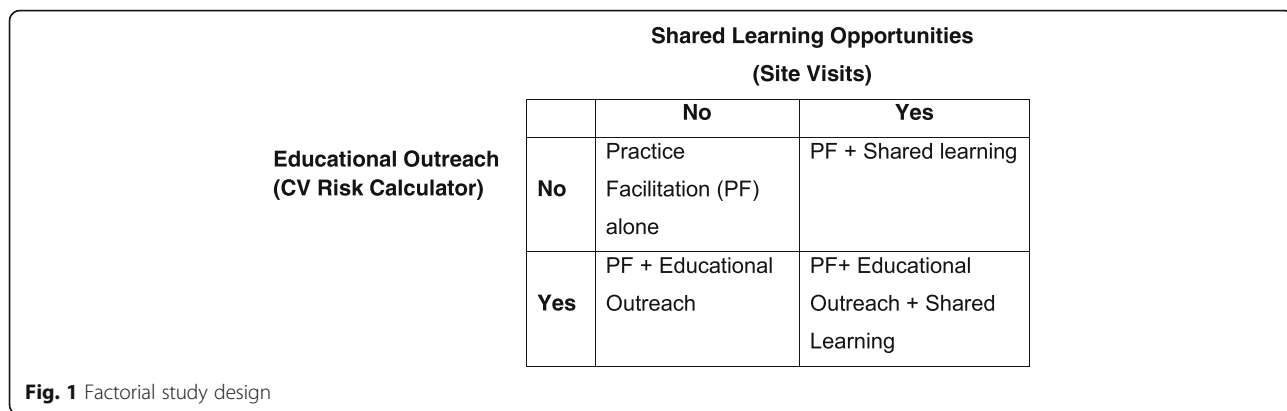 Shared Learning Opportunities
(Site Visits)
No Yes
Educational Outreach
(CV Risk Calculator)
No
Practice
Facilitation (PF)
alone
PF + Shared learning
Yes
PF + Educational
Outreach
PF+ Educational
Outreach + Shared
Learning
Fig. 1 Factorial study design